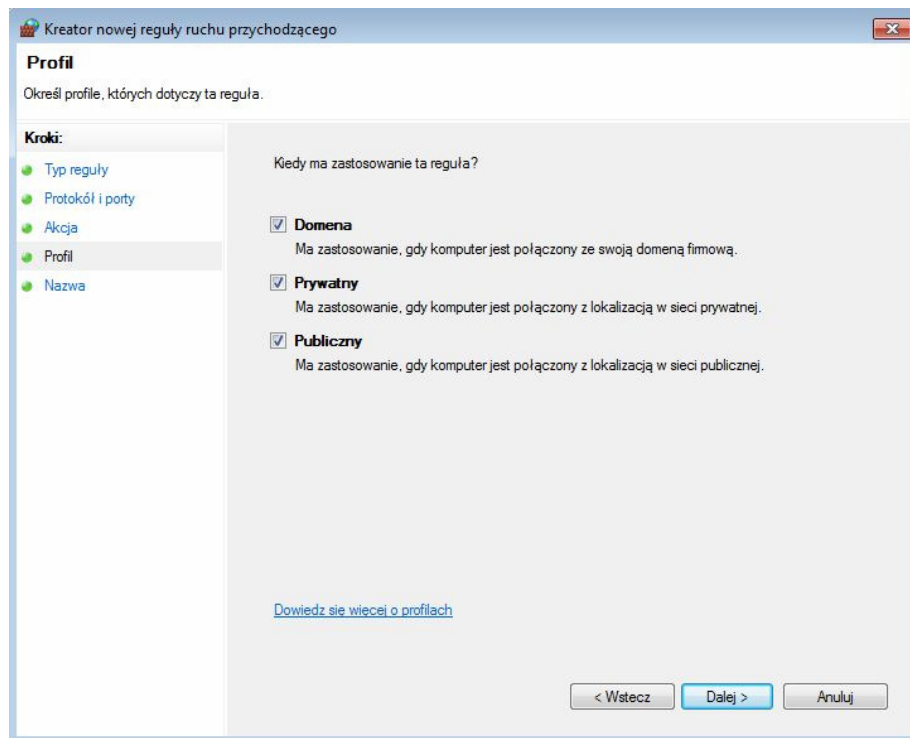 Kreator nowej reguły ruchu przychodzącego
Profil
Określ profile, których dotyczy ta reguła.
Kroki:
Typ reguły
Protokół i porty
Akcja
Profil
Nazwa
Kiedy ma zastosowanie ta reguła?
Domena
Ma zastosowanie, gdy komputer jest połączony ze swoją domeną firmową.
Prywatny
Ma zastosowanie, gdy komputer jest połączony z lokalizacją w sieci prywatnej.
Publiczny
Ma zastosowanie, gdy komputer jest połączony z lokalizacją w sieci publicznej.
Dowiedz się więcej o profilach
< Wstecz
Dalej >
Anuluj